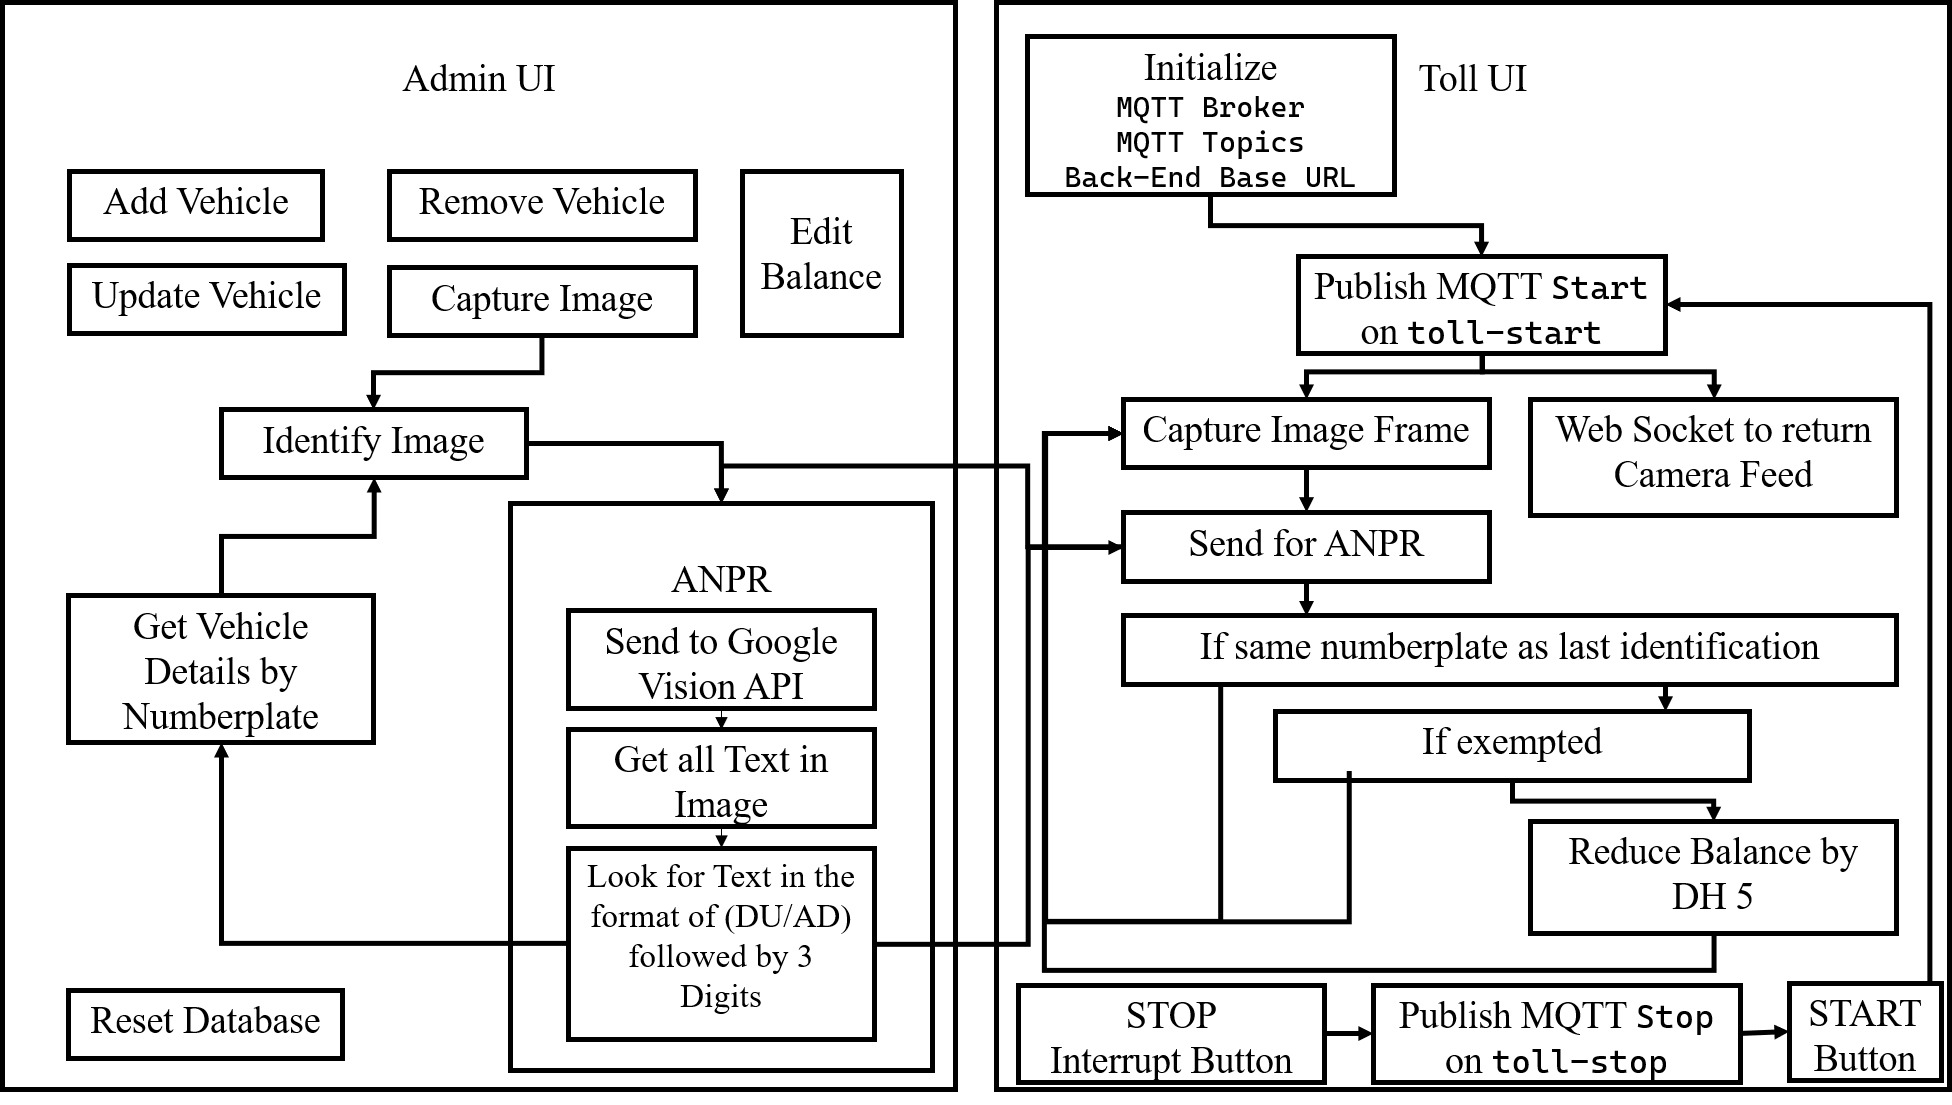 Admin UI
Add Vehicle
Remove Vehicle
Edit
Balance
Update Vehicle
Capture Image
Identify Image
Get Vehicle
Details by
Numberplate
ANPR
Send to Google
Vision API
Get all Text in
Image
Look for Text in the
format of (DU/AD)
followed by 3
Digits
Reset Database
Toll UI
Initialize
MQTT Broker
MQTT Topics
Back-End Base URL
Publish MQTT Start
on toll-start
Capture Image Frame
Web Socket to return
Camera Feed
Send for ANPR
If same numberplate as last identification
If exempted
Reduce Balance by
DH 5
STOP
Interrupt Button
Publish MQTT Stop
on toll-stop
START
Button